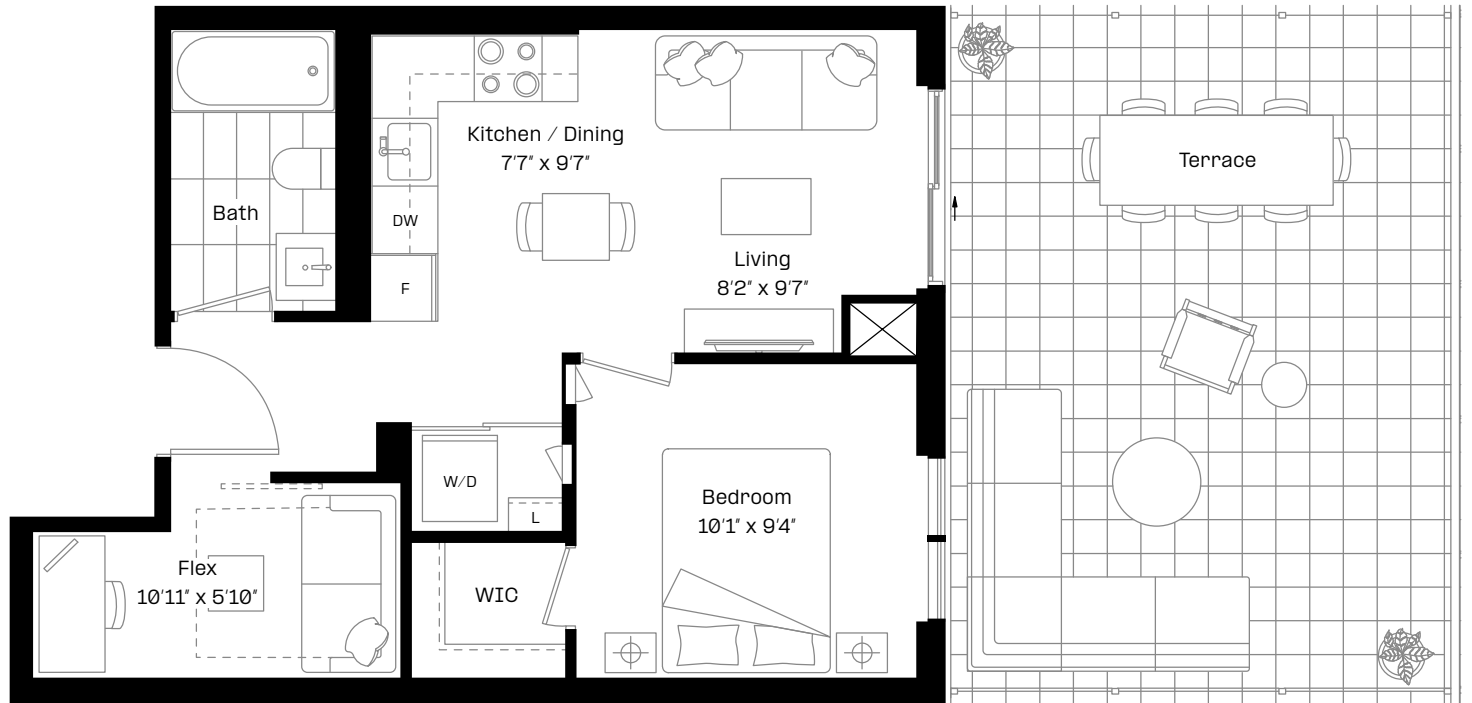 Kitchen / Dining
7'7" x 9'7"
Terrace
Bath
DW
Living
8'2" x 9'7"
F
W/D
L
Bedroom
10'1" x 9'4"
Flex
10'11" x 5'10"
WIC